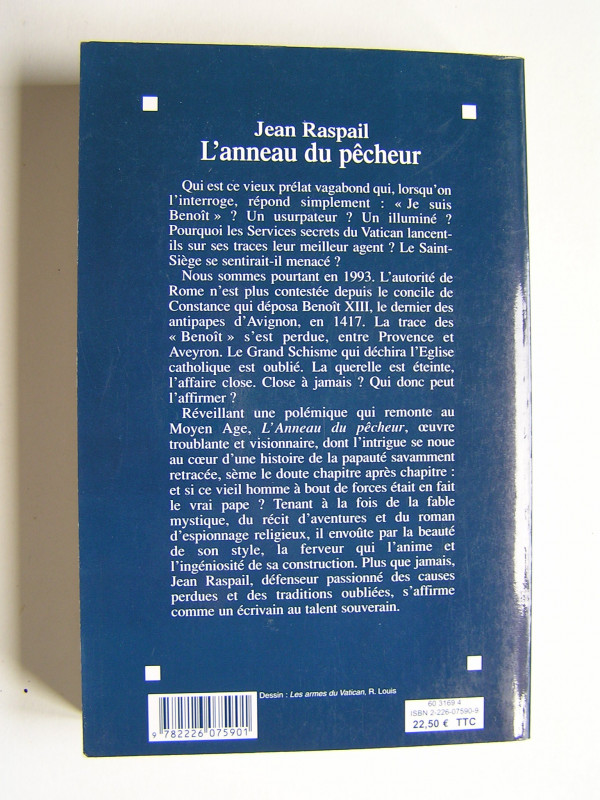 Jean Raspail
L'anneau du pêcheur
Qui est ce vieux prélat vagabond qui, lorsqu'on
l'interroge, répond simplement : « Je suis
Benoît » ? Un usurpateur ? Un illuminé ?
Pourquoi les Services secrets du Vatican lancent-
ils sur ses traces leur meilleur agent ? Le Saint-
Siège se sentirait-il menacé ?
Nous sommes pourtant en 1993. L'autorité de
Rome n'est plus contestée depuis le concile de
Constance qui déposa Benoît XIII, le dernier des
antipapes d'Avignon, en 1417. La trace des
« Benoît » s'est perdue, entre Provence et
Aveyron. Le Grand Schisme qui déchira l'Eglise
catholique est oublié. La querelle est éteinte,
l'affaire close. Close à jamais ? Qui donc peut
l'affirmer ?
Réveillant une polémique qui remonte au
Moyen Age, L'Anneau du pêcheur, œuvre
troublante et visionnaire, dont l'intrigue se noue
au cœur d'une histoire de la papauté savamment
retracée, sème le doute chapitre après chapitre :
et si ce vieil homme à bout de forces était en fait
le vrai pape ? Tenant à la fois de la fable
mystique, du récit d'aventures et du roman
d'espionnage religieux, il envoûte par la beauté
de son style, la ferveur qui l'anime et
l'ingéniosité de sa construction. Plus que jamais,
Jean Raspail, défenseur passionné des causes
perdues et des traditions oubliées, s'affirme
comme un écrivain au talent souverain.
Dessin : Les armes du Vatican, R. Louis
9 782226 075901
60 3169 4
ISBN 2-226-07590-9
22,50 € TTC